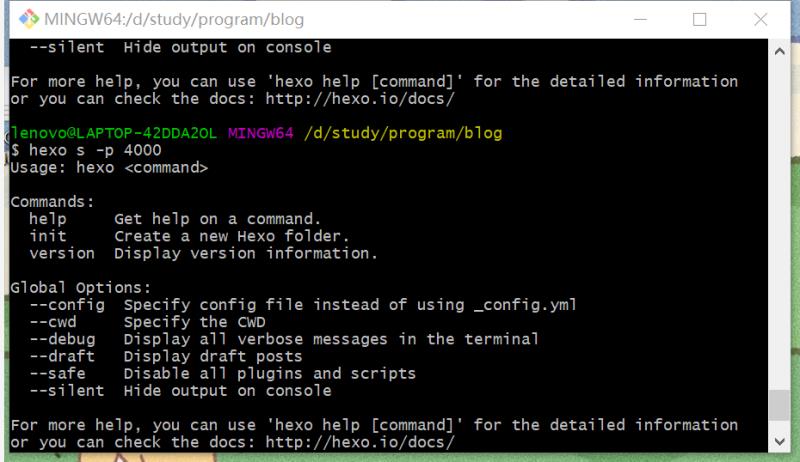 MINGW64:/d/study/program/blog
--silent  Hide output on console
For more help, you can use 'hexo help [command]' for the detailed information
or you can check the docs: http://hexo.io/docs/
lenovo@LAPTOP-42DDA2OL MINGW64 /d/study/program/blog
$ hexo s -p 4000
Usage: hexo <command>
Commands:
help     Get help on a command.
init     Create a new Hexo folder.
version  Display version information.
Global Options:
--config  Specify config file instead of using _config.yml
--cwd     Specify the CWD
--debug   Display all verbose messages in the terminal
--draft   Display draft posts
--safe    Disable all plugins and scripts
--silent  Hide output on console
For more help, you can use 'hexo help [command]' for the detailed information
or you can check the docs: http://hexo.io/docs/